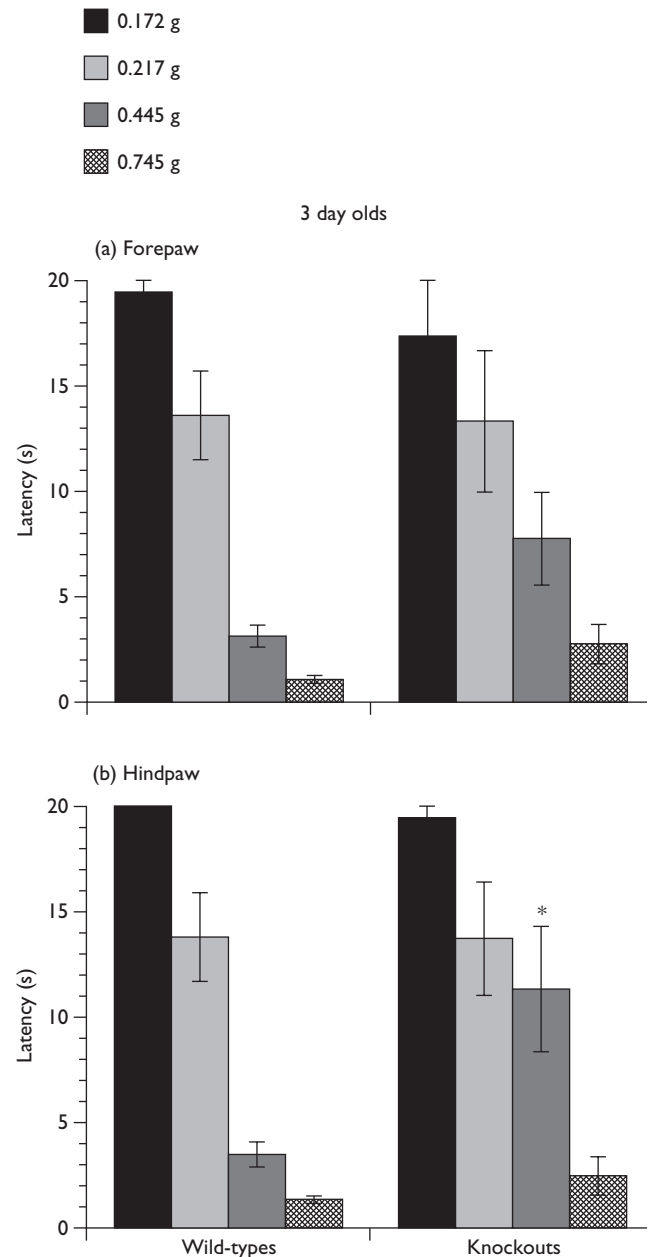 0.172 g
0.217 g
0.445 g
0.745 g
3 day olds
(a) Forepaw
20
15
10
5
0
Latency (s)
(b) Hindpaw
20
15
10
5
0
Latency (s)
*
Wild-types Knockouts